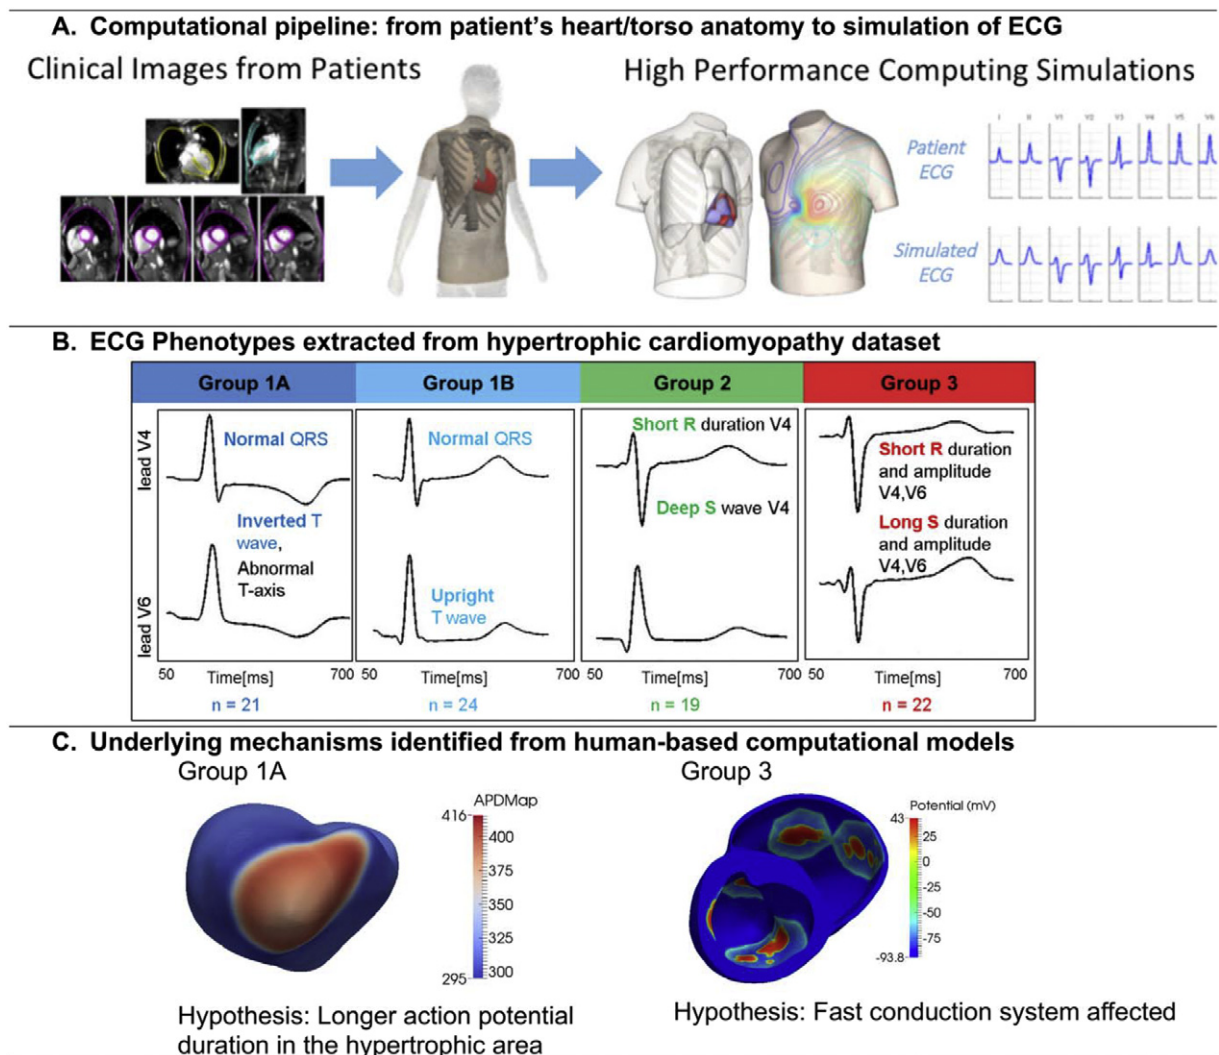 A. Computational pipeline: from patient's heart/torso anatomy to simulation of ECG
Clinical Images from Patients
High Performance Computing Simulations
I II V1 V2 V3 V4 V5 V6
Patient
ECG
Simulated
ECG
B. ECG Phenotypes extracted from hypertrophic cardiomyopathy dataset
Group 1A
Group 1B
Group 2
Group 3
lead V4
Normal QRS
Inverted T
wave,
Abnormal
T-axis
Normal QRS
Upright
T wave
Short R duration V4
Deep S wave V4
Short R duration
and amplitude
V4,V6
Long S duration
and amplitude
V4,V6
lead V6
50 Time[ms] 700
50 Time[ms] 700
50 Time[ms] 700
50 Time[ms] 700
n = 21
n = 24
n = 19
n = 22
C. Underlying mechanisms identified from human-based computational models
Group 1A
APDMap
416
400
375
350
325
300
295
Hypothesis: Longer action potential
duration in the hypertrophic area
Group 3
Potential (mV)
43
25
0
-25
-50
-75
-93.8
Hypothesis: Fast conduction system affected